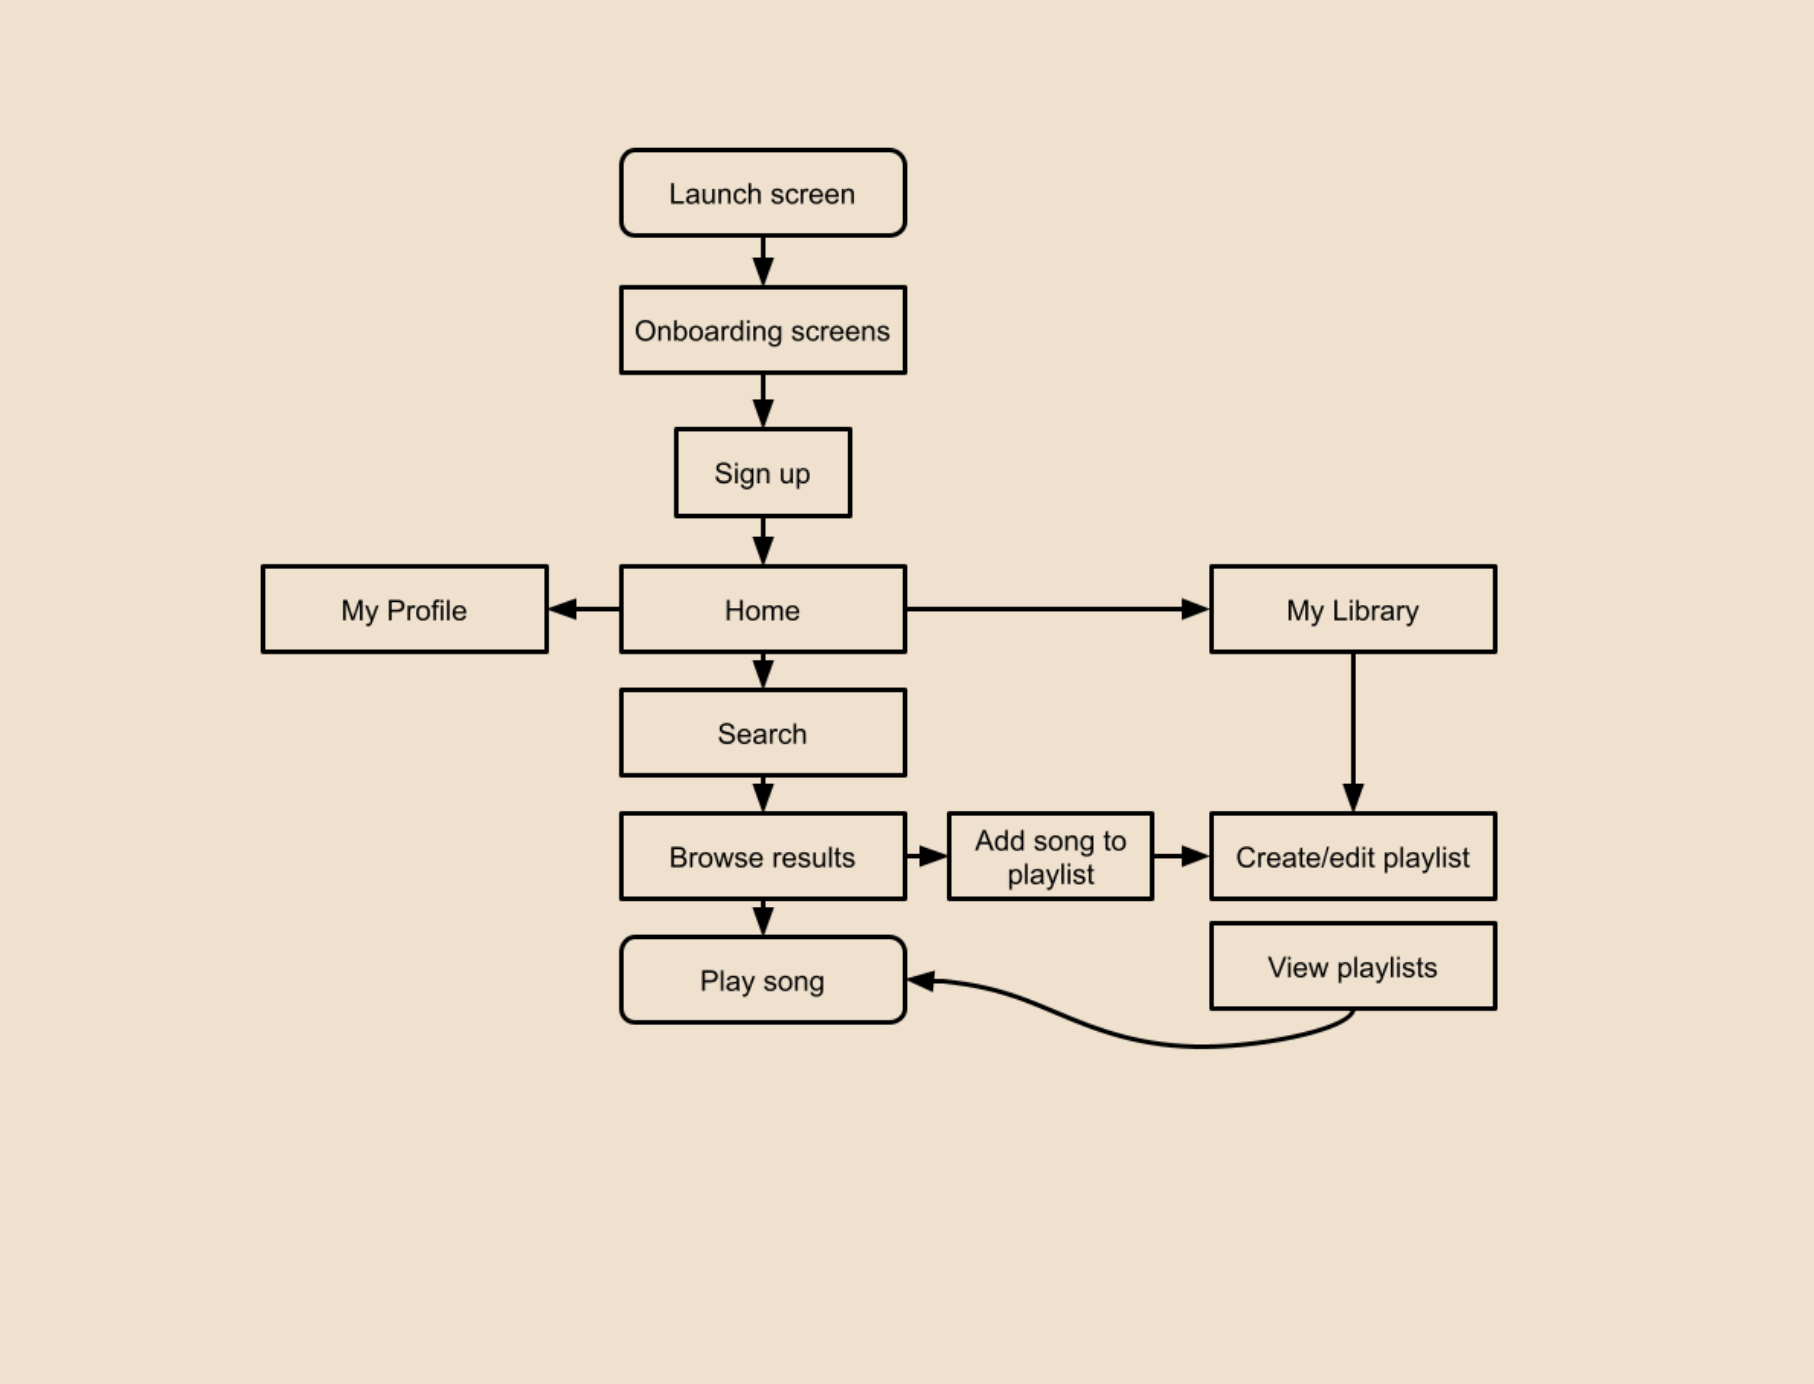 Launch screen
Onboarding screens
Sign up
My Profile
Home
My Library
Search
Browse results
Add song to
playlist
Create/edit playlist
Play song
View playlists